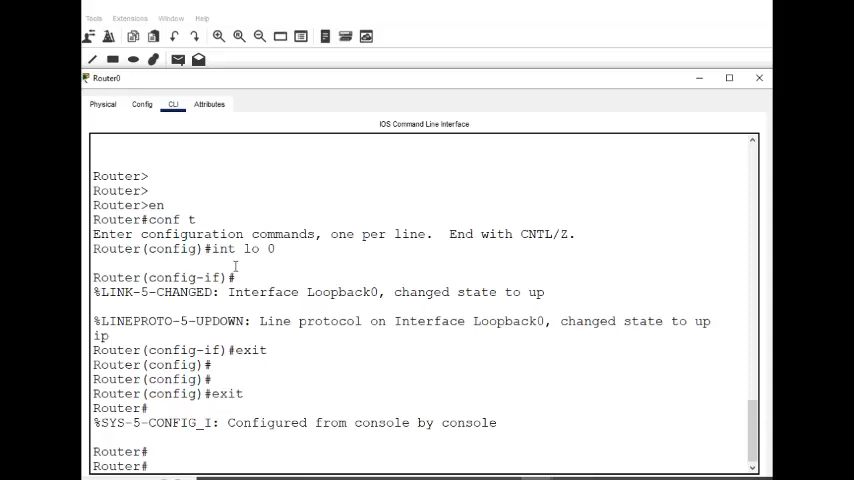 Tools Extensions Window Help
Router0
Physical Config CLI Attributes
IOS Command Line Interface
Router>
Router>
Router>en
Router#conf t
Enter configuration commands, one per line.  End with CNTL/Z.
Router(config)#int lo 0
Router(config-if)#
%LINK-5-CHANGED: Interface Loopback0, changed state to up
%LINEPROTO-5-UPDOWN: Line protocol on Interface Loopback0, changed state to up
ip
Router(config-if)#exit
Router(config)#
Router(config)#
Router(config)#exit
Router#
%SYS-5-CONFIG_I: Configured from console by console
Router#
Router#